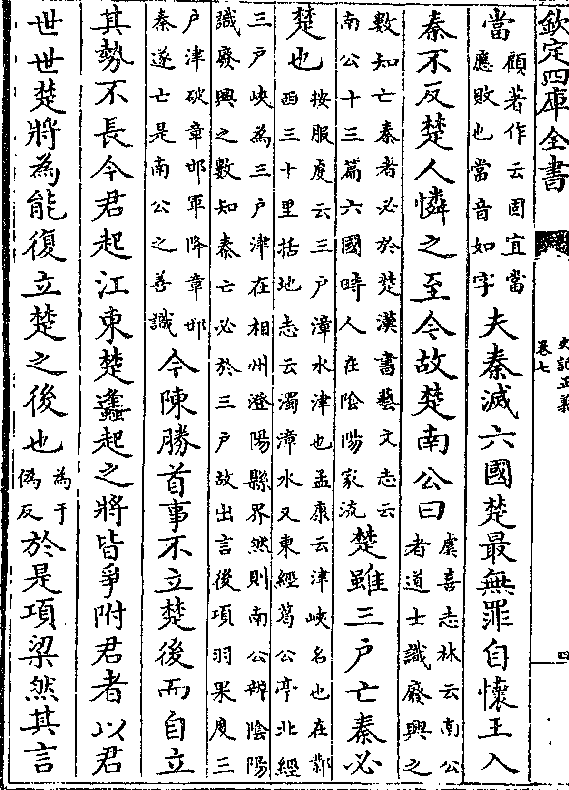 欽定四庫全書
史記正義
卷七
四
當顧著作云固宜當應敗也當音如字夫秦滅六國楚最無罪自懷王入
秦不反楚人憐之至今故楚南公曰虞喜志林云南公者道士識廢興之
數知亡秦者必於楚漢書藝文志云南公十三篇六國時人在陰陽家流楚雖三户亡秦必
楚也按服虔云三户漳水津也孟康云津峽名也在鄴西三十里括地志云濁漳水又東經葛公亭北經
三户峽為三户津在相州滏陽縣界然則南公辨陰陽識廢興之數知秦亡必於三户故出言後項羽果度三
户津破章邯軍降章邯秦遂亡是南公之善識今陳勝首事不立楚後而自立
其勢不長今君起江東楚蠭起之將皆爭附君者以君
世世楚將為能復立楚之後也為于偽反於是項梁然其言